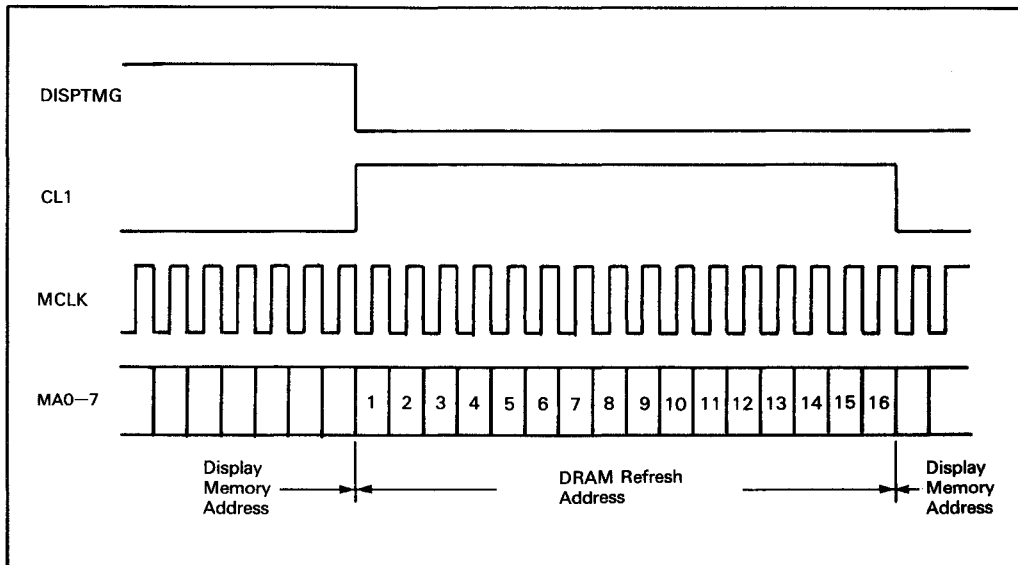 DISPTMG
CL1
MCLK
MA0—7
1 2 3 4 5 6 7 8 9 10 11 12 13 14 15 16
Display
Memory
Address
DRAM Refresh
Address
Display
Memory
Address